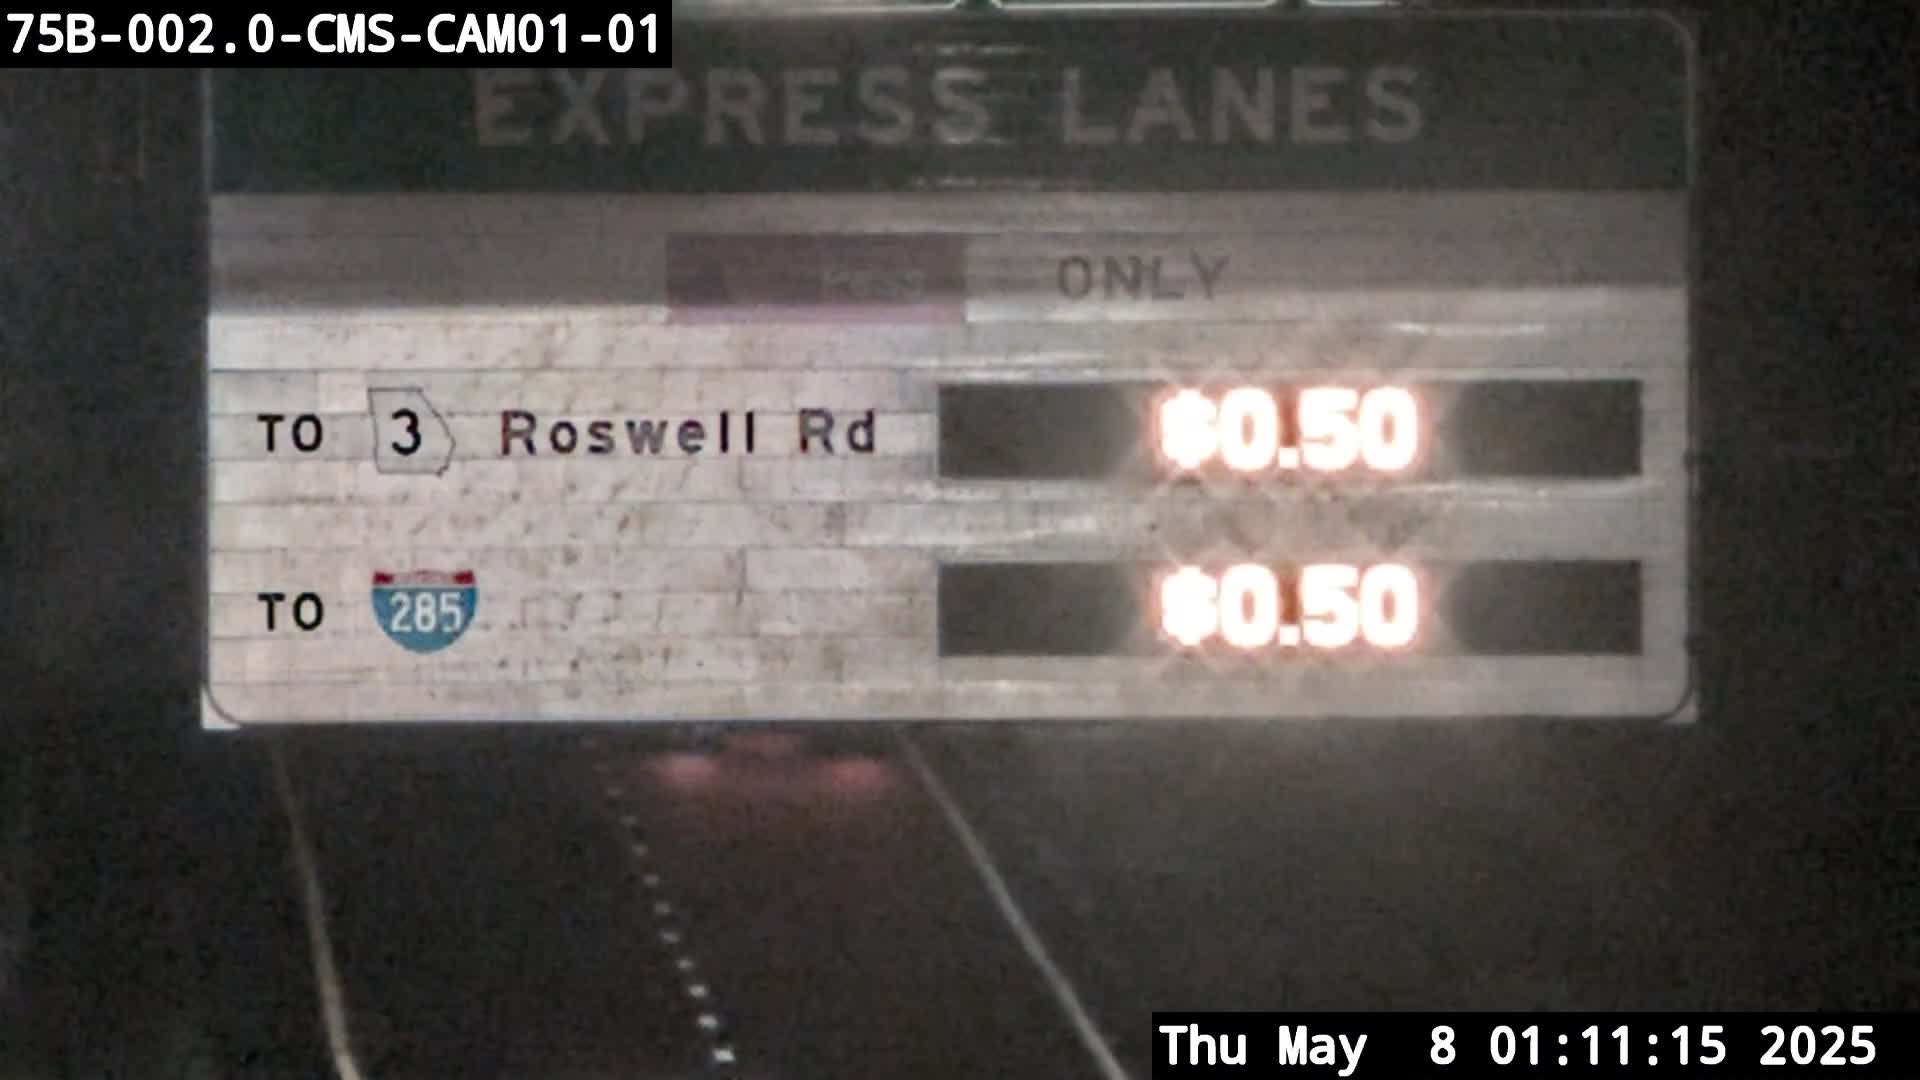 75B-002.0-CMS-CAM01-01
EXPRESS LANES
Pass ONLY
TO 3 Roswell Rd $0.50
TO 285 $0.50
Thu May 8 01:11:15 2025